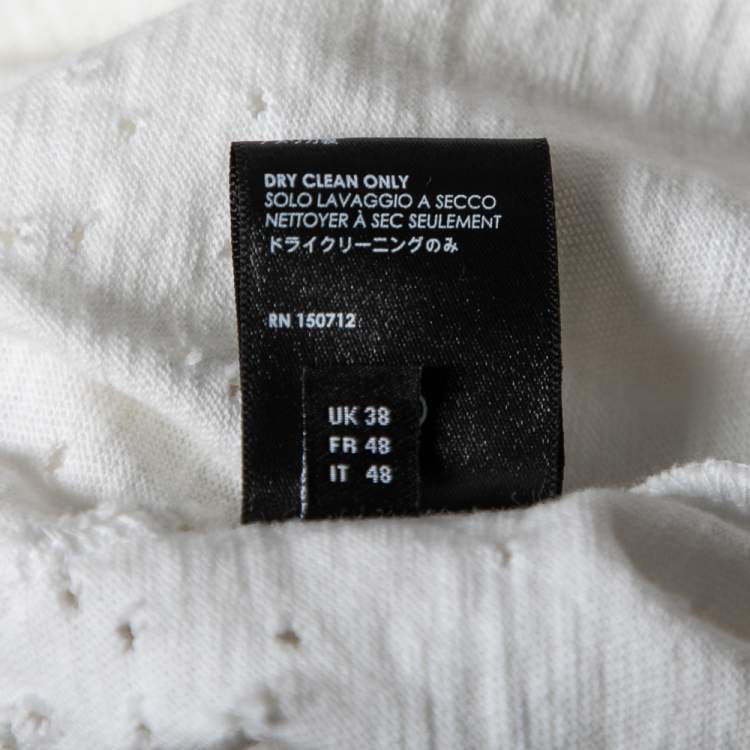 DRY CLEAN ONLY
SOLO LAVAGGIO A SECCO
NETTOYER À SEC SEULEMENT
ドライクリーニングのみ
RN 150712
UK 38
FR 48
IT 48